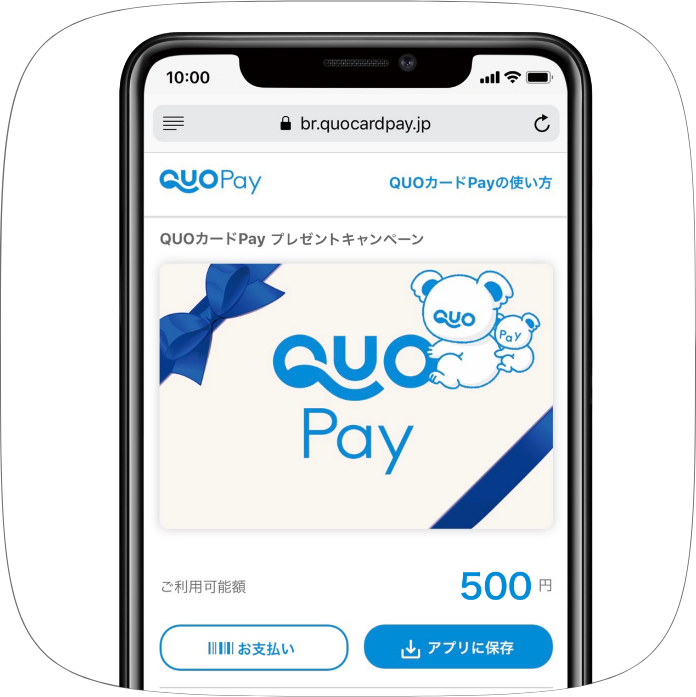 10:00
br.quocardpay.jp
QUO Pay
QUOカードPayの使い方
QUOカードPay プレゼントキャンペーン
QUO
Pay
QUO
Pay
ご利用可能額
500 円
お支払い
アプリに保存